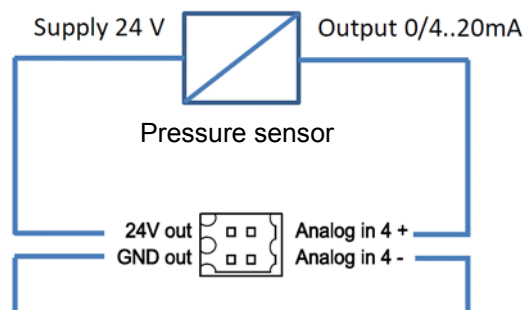 Supply 24 V
Output 0/4..20mA
Pressure sensor
24V out
Analog in 4 +
GND out
Analog in 4 -